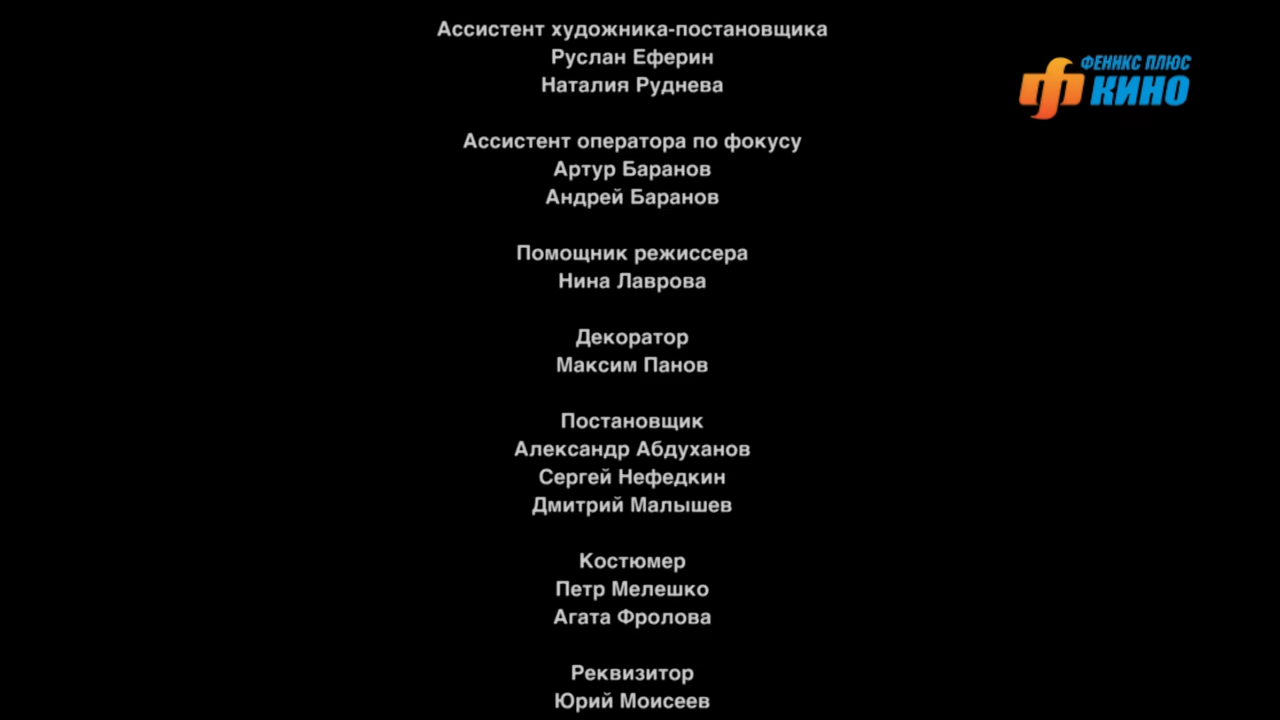 Ассистент художника-постановщика
Руслан Еферин
Наталия Руднева
ФЕНИКС ПЛЮС
КИНО
Ассистент оператора по фокусу
Артур Баранов
Андрей Баранов
Помощник режиссера
Нина Лаврова
Декоратор
Максим Панов
Постановщик
Александр Абдуханов
Сергей Нефедкин
Дмитрий Малышев
Костюмер
Петр Мелешко
Агата Фролова
Реквизитор
Юрий Моисеев